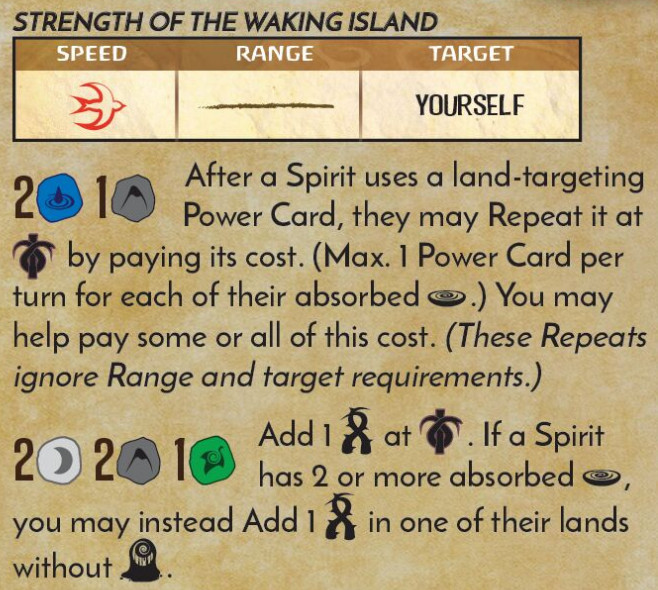 STRENGTH OF THE WAKING ISLAND
SPEED RANGE TARGET
YOURSELF
2 1 After a Spirit uses a land-targeting
Power Card, they may Repeat it at
by paying its cost. (Max. 1 Power Card per
turn for each of their absorbed .) You may
help pay some or all of this cost. (These Repeats
ignore Range and target requirements.)
2 2 1 Add 1 at . If a Spirit
has 2 or more absorbed ,
you may instead Add 1 in one of their lands
without .